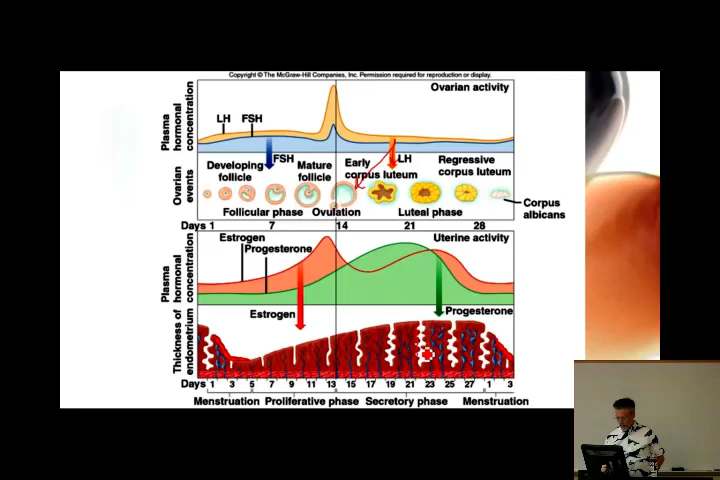 Copyright © The McGraw-Hill Companies, Inc. Permission required for reproduction or display.
Plasma hormonal concentration
Ovarian activity
LH FSH
Ovarian events
Developing follicle
FSH
Mature follicle
Early corpus luteum
LH
Regressive corpus luteum
Corpus albicans
Follicular phase Ovulation Luteal phase
Days 1 7 14 21 28
Plasma hormonal concentration
Estrogen
Progesterone
Uterine activity
Estrogen
Progesterone
Thickness of endometrium
Days 1 3 5 7 9 11 13 15 17 19 21 23 25 27 1 3
Menstruation Proliferative phase Secretory phase Menstruation